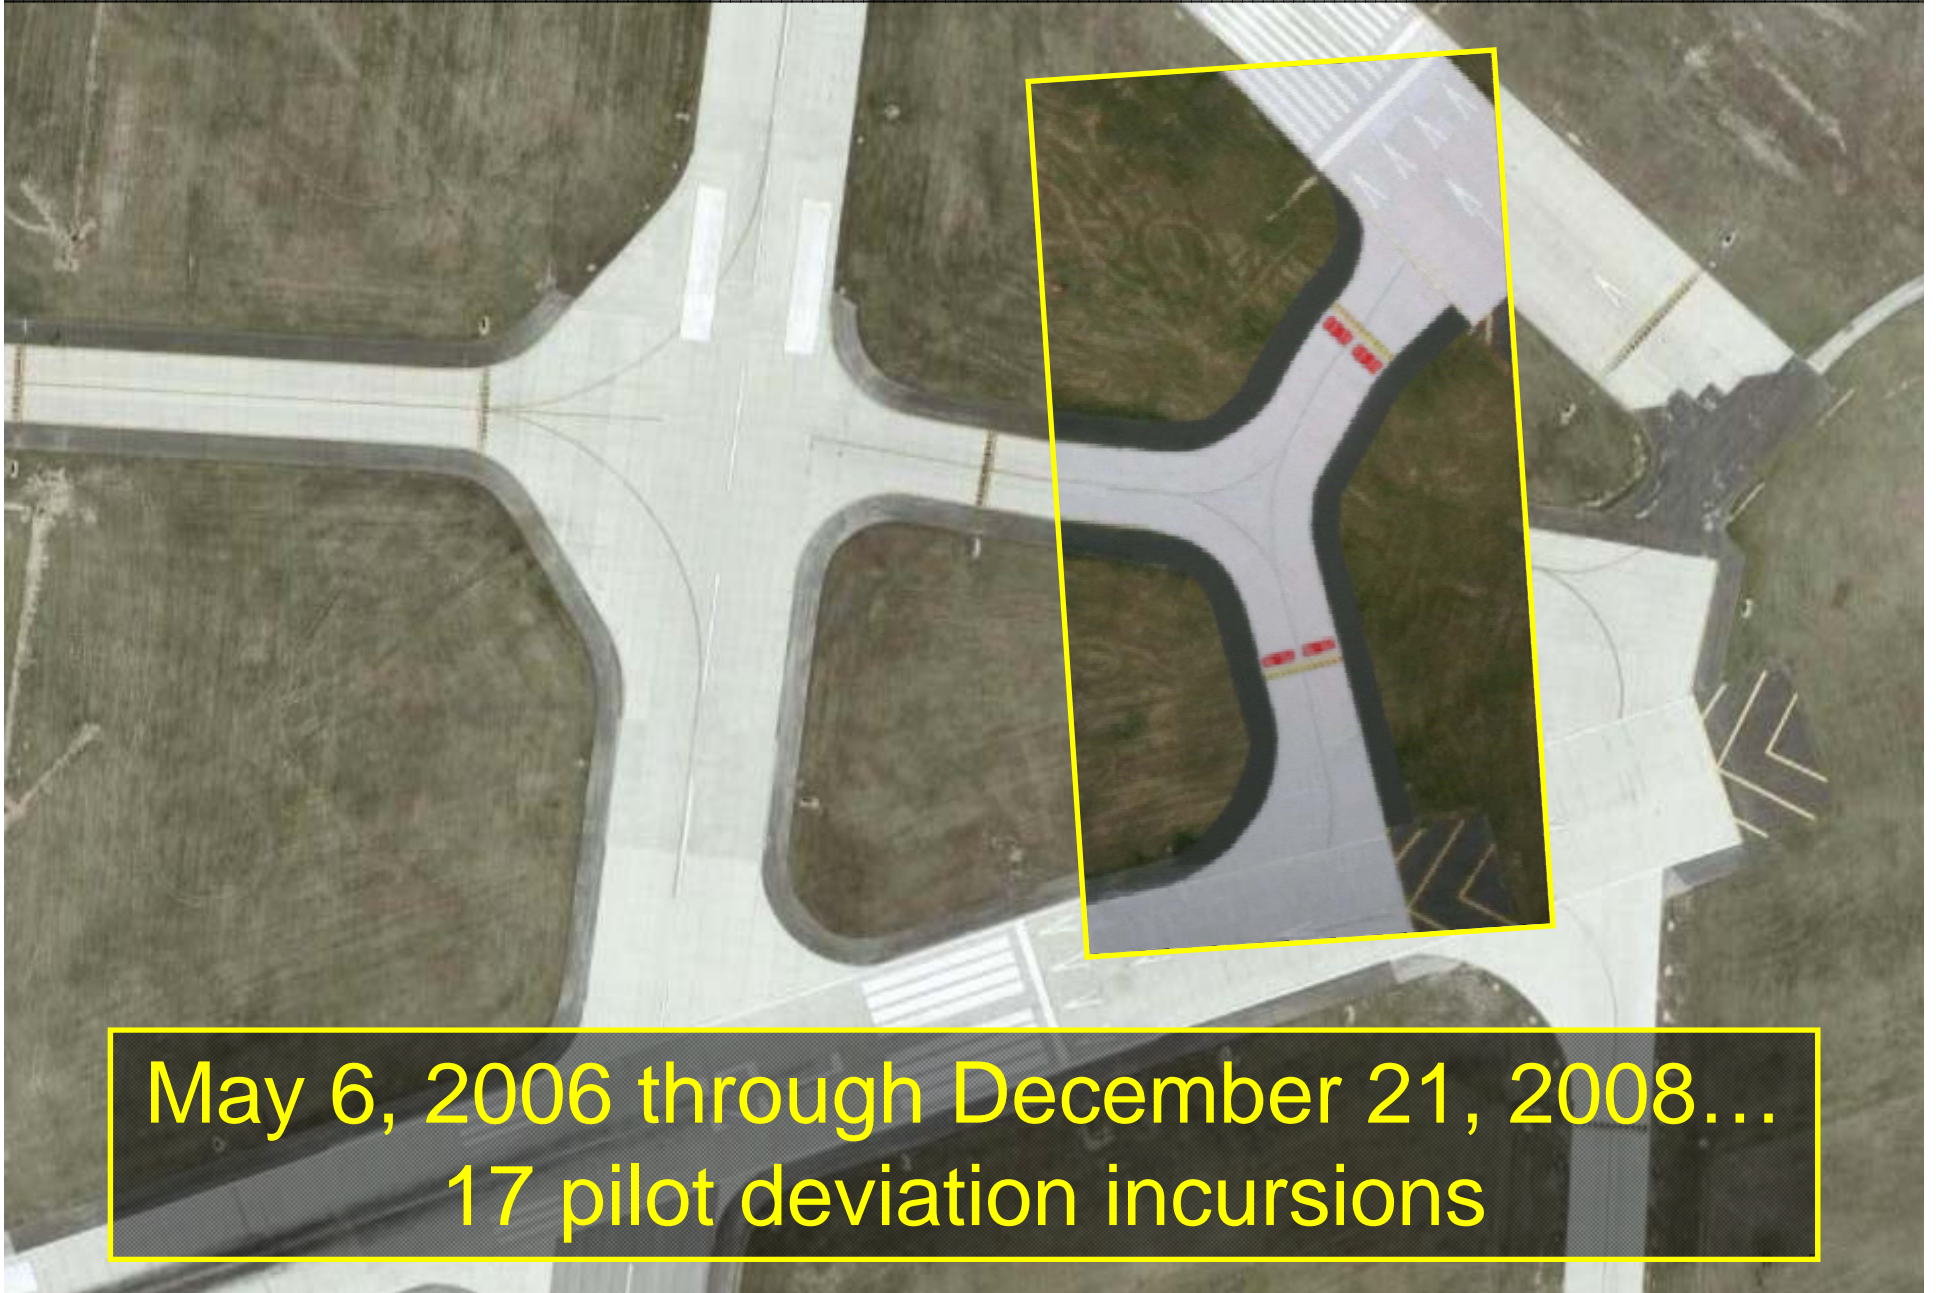 May 6, 2006 through December 21, 2008…
17 pilot deviation incursions